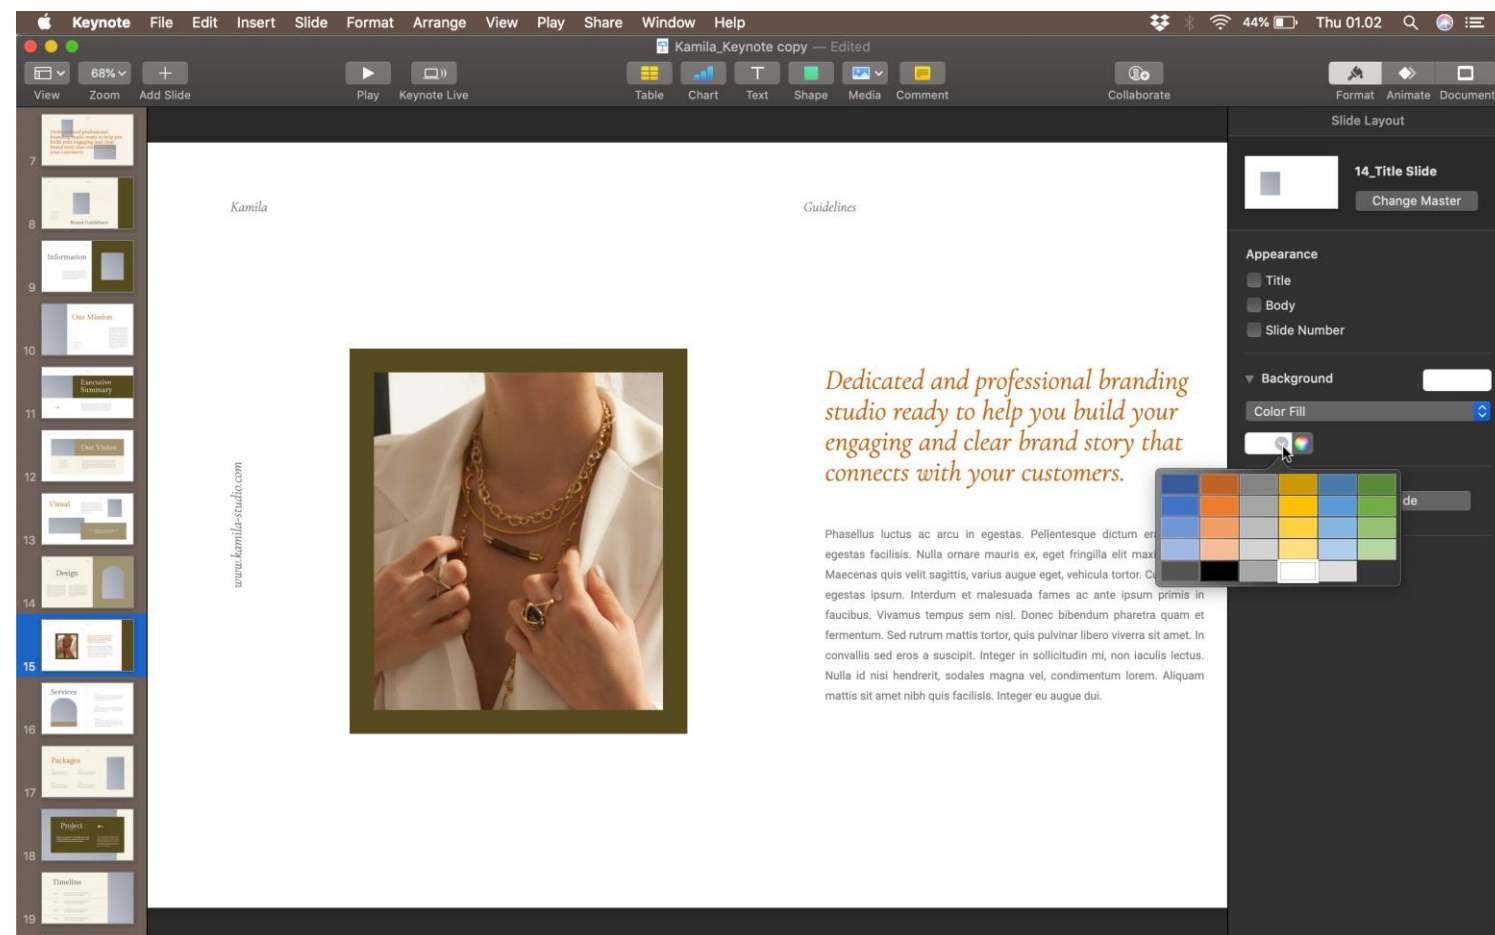 Keynote File Edit Insert Slide Format Arrange View Play Share Window Help 44% Thu 01.02
Kamila_Keynote copy — Edited
68%
View Zoom Add Slide Play Keynote Live Table Chart Text Shape Media Comment Collaborate Format Animate Document
Slide Layout
14_Title Slide
Change Master
Appearance
Title
Body
Slide Number
Background
Color Fill
de
7
8
Brand Guidelines
Information
9
Our Mission
10
Executive
Summary
11
Our Vision
12
Visual
13
Design
14
15
Services
16
Packages
17
Project
18
Timeline
19
Kamila
Guidelines
www.kamila-studio.com
Dedicated and professional branding
studio ready to help you build your
engaging and clear brand story that
connects with your customers.
Phasellus luctus ac arcu in egestas. Pellentesque dictum
egestas facilisis. Nulla ornare mauris ex, eget fringilla elit
Maecenas quis velit sagittis, varius augue eget, vehicula tortor.
egestas ipsum. Interdum et malesuada fames ac ante ipsum primis in
faucibus. Vivamus tempus sem nisl. Donec bibendum pharetra quam et
fermentum. Sed rutrum mattis tortor, quis pulvinar libero viverra sit amet. In
convallis sed eros a suscipit. Integer in sollicitudin mi, non iaculis lectus.
Nulla id nisi hendrerit, sodales magna vel, condimentum lorem. Aliquam
mattis sit amet nibh quis facilisis. Integer eu augue dui.